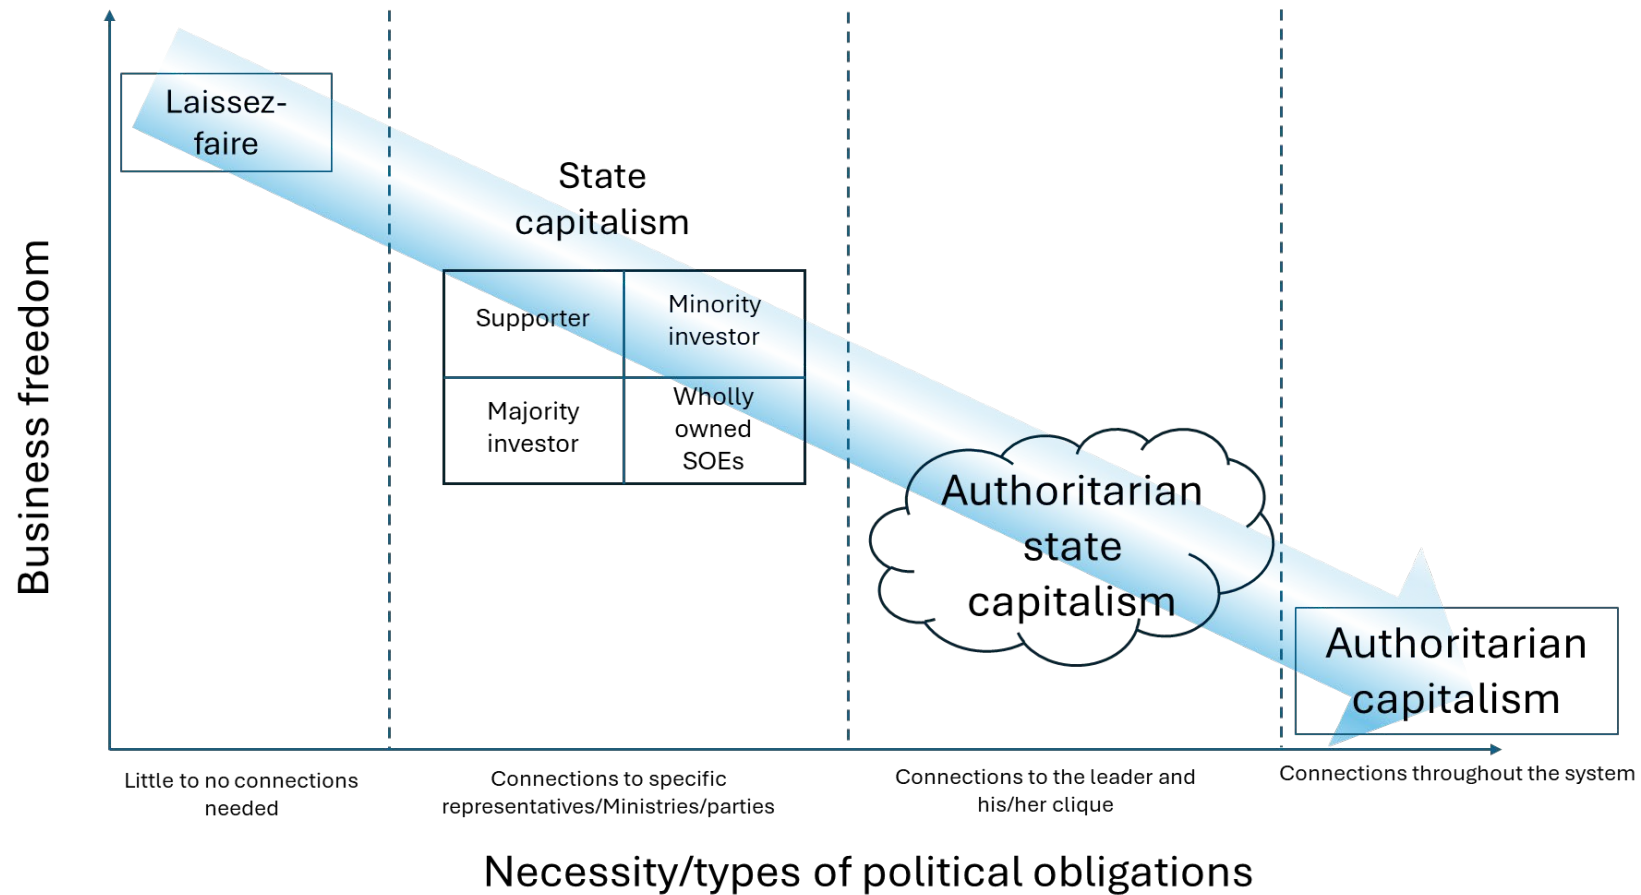 Laissez-
faire
State
capitalism
Supporter
Minority
investor
Majority
investor
Wholly
owned
SOEs
Authoritarian
state
capitalism
Authoritarian
capitalism
Business freedom
Little to no connections
needed
Connections to specific
representatives/Ministries/parties
Connections to the leader and
his/her clique
Connections throughout the system
Necessity/types of political obligations